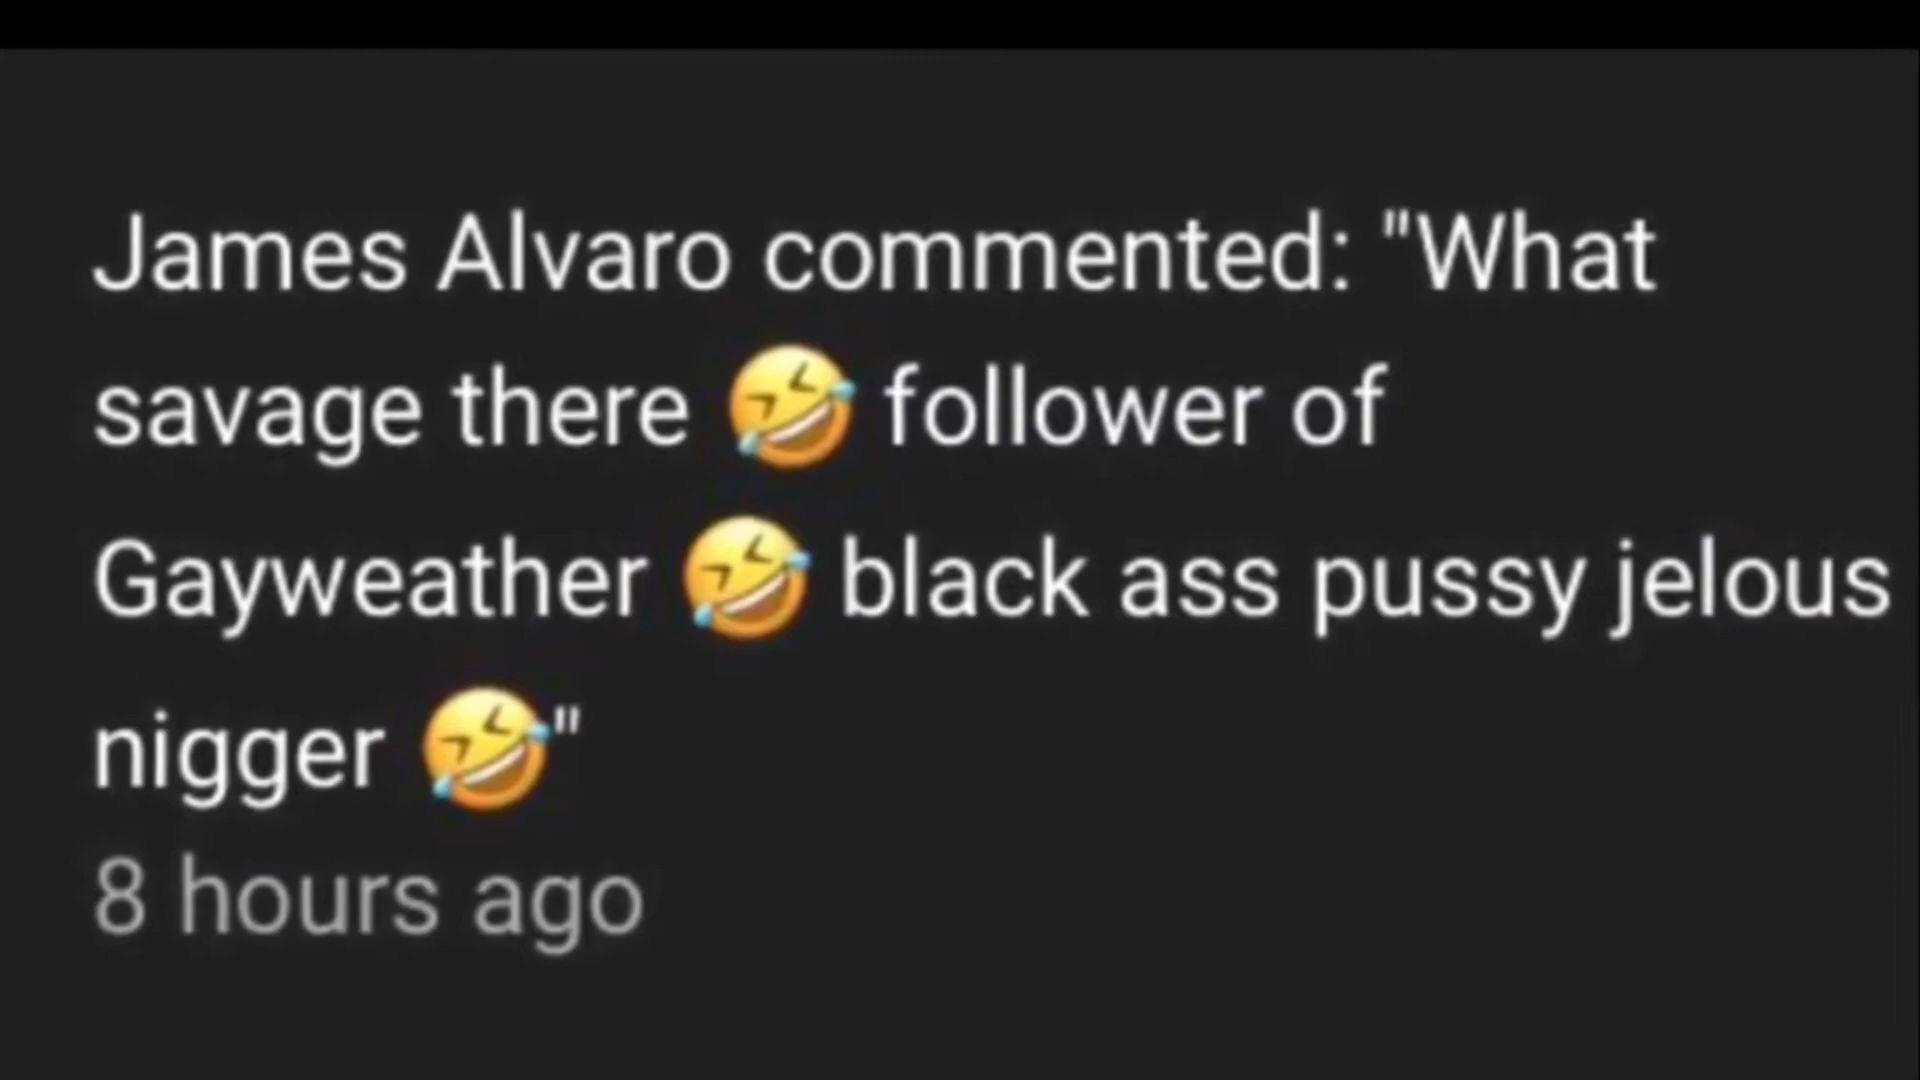 James Alvaro commented: "What
savage there 🤣 follower of
Gayweather 🤣 black ass pussy jelous
nigger 🤣"
8 hours ago